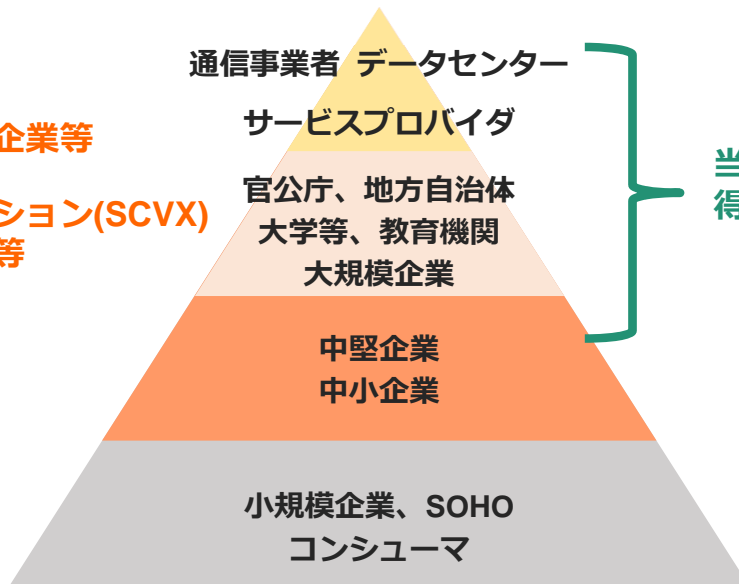 通信事業者 データセンター
サービスプロバイダ
企業等
ション(SCVX)
等
官公庁、地方自治体
大学等、教育機関
大規模企業
当
得
中堅企業
中小企業
小規模企業、SOHO
コンシューマ